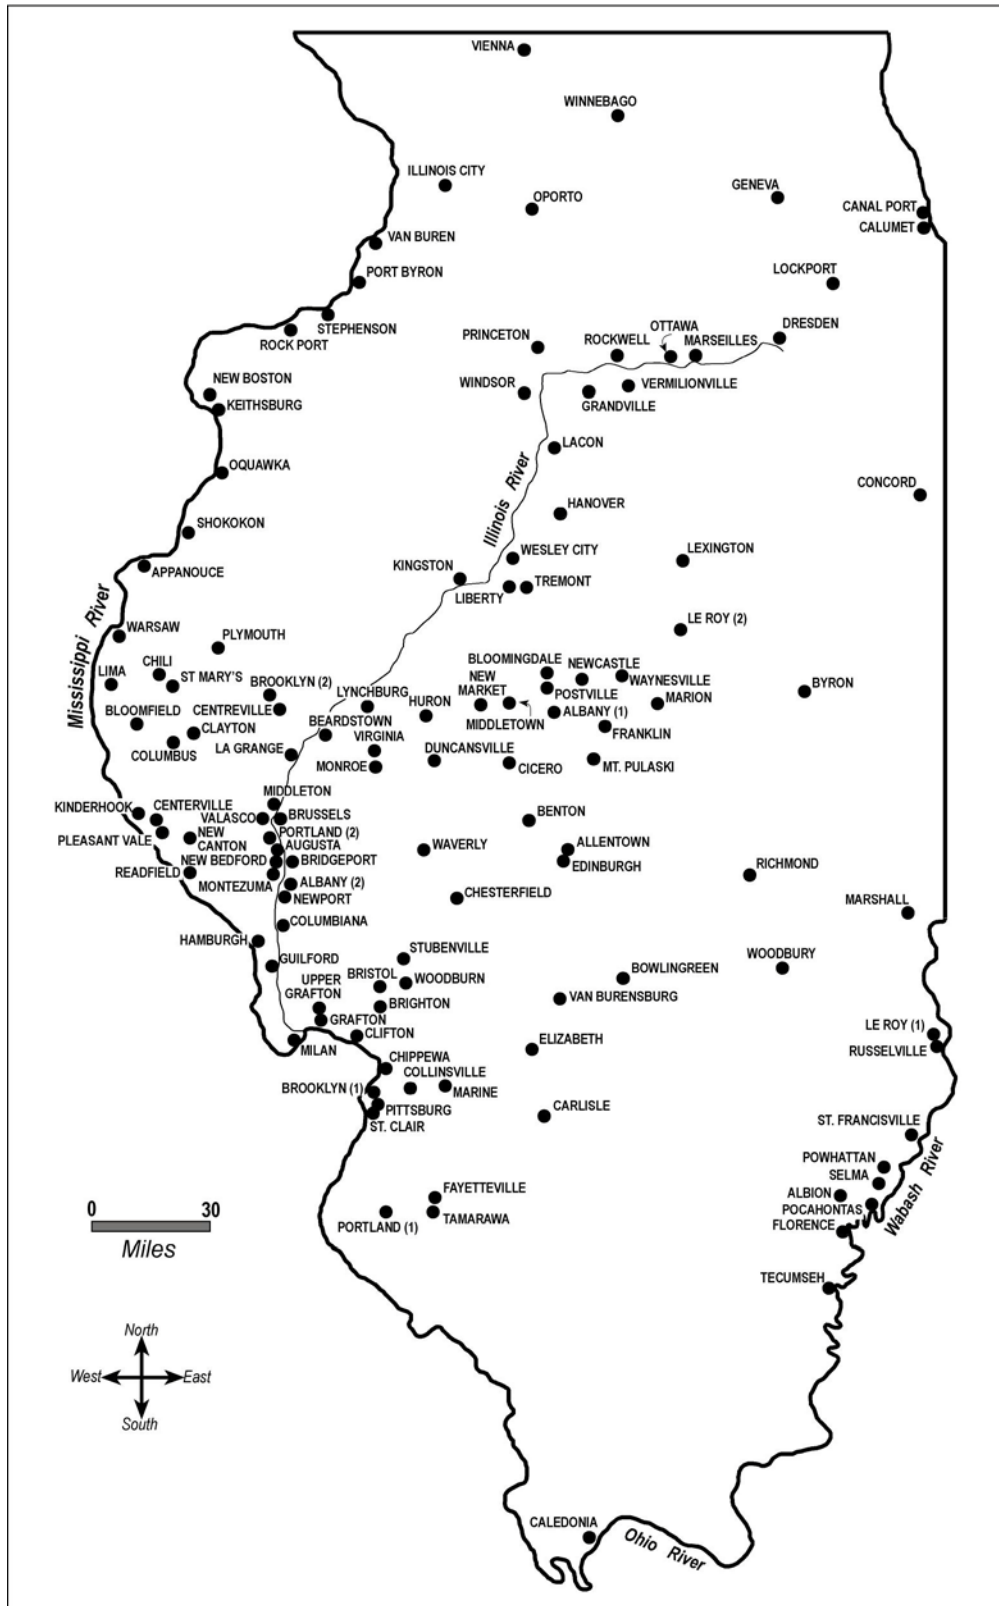 VIENNA
WINNEBAGO
ILLINOIS CITY
OPORTO
GENEVA
CANAL PORT
CALUMET
VAN BUREN
PORT BYRON
LOCKPORT
STEPHENSON
ROCK PORT
PRINCETON
ROCKWELL
OTTAWA
MARSEILLES
DRESDEN
NEW BOSTON
KEITHSBURG
WINDSOR
GRANDVILLE
VERMILIONVILLE
LACON
OQUAWKA
CONCORD
HANOVER
Illinois River
SHOKOKON
APPANOUCE
KINGSTON
WESLEY CITY
LIBERTY
TREMONT
LEXINGTON
Mississippi River
WARSAW
PLYMOUTH
LE ROY (2)
LIMA
CHILI
ST MARY'S
BROOKLYN (2)
LYNCHBURG
HURON
NEW
MARKET
BLOOMINGDALE
NEWCASTLE
WAYNESVILLE
POSTVILLE
MARION
BYRON
BLOOMFIELD
CLAYTON
CENTREVILLE
BEARDSTOWN
MIDDLETOWN
ALBANY (1)
FRANKLIN
COLUMBUS
LA GRANGE
VIRGINIA
MONROE
DUNCANSVILLE
CICERO
MT. PULASKI
MIDDLETON
KINDERHOOK
CENTERVILLE
VALASCO
BRUSSELS
BENTON
PLEASANT VALE
NEW
CANTON
PORTLAND (2)
AUGUSTA
WAVERLY
ALLENTOWN
NEW BEDFORD
BRIDGEPORT
EDINBURGH
READFIELD
MONTEZUMA
ALBANY (2)
RICHMOND
NEWPORT
CHESTERFIELD
MARSHALL
COLUMBIANA
HAMBURGH
STUBENVILLE
GUILFORD
WOODBURY
UPPER
GRAFTON
BRISTOL
WOODBURN
BOWLINGREEN
BRIGHTON
VAN BURENSBURG
GRAFTON
MILAN
CLIFTON
ELIZABETH
LE ROY (1)
RUSSELVILLE
CHIPPEWA
COLLINSVILLE
BROOKLYN (1)
MARINE
PITTSBURG
ST. CLAIR
CARLISLE
ST. FRANCISVILLE
POWHATTAN
SELMA
Wabash River
FAYETTEVILLE
ALBION
POCAHONTAS
PORTLAND (1)
TAMARAWA
FLORENCE
0 30
Miles
TECUMSEH
North
West East
South
CALEDONIA
Ohio River